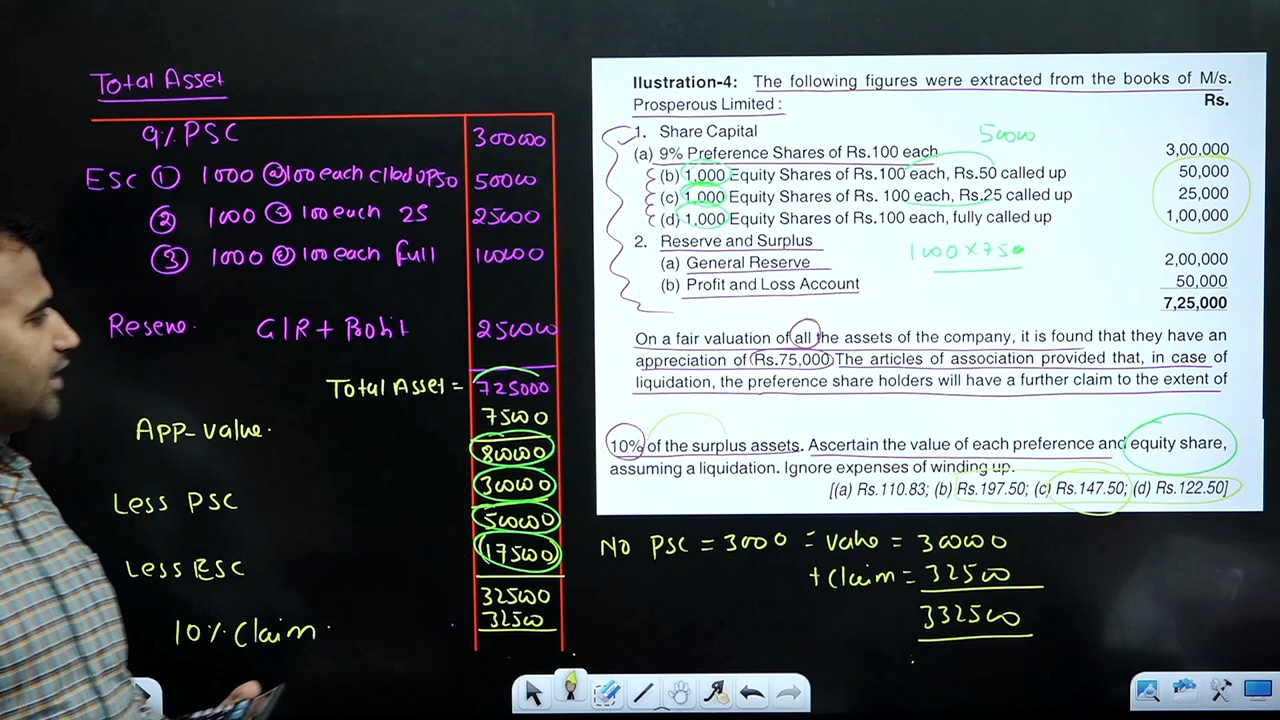 Total Asset
9% PSC 300000
ESC ① 1000 @100 each clled up50 50000
② 1000 @ 100 each 25 25000
③ 1000 @ 100 each full 100000
Reserve. G/R + Profit 250000
Total Asset = 725000
APP-value. 75000
800000
Less PSC 300000
500000
Less ESC 175000
325000
10% Claim. 32500
Ilustration-4: The following figures were extracted from the books of M/s.
Prosperous Limited :
Rs.
1. Share Capital
50000
(a) 9% Preference Shares of Rs.100 each 3,00,000
(b) 1,000 Equity Shares of Rs.100 each, Rs.50 called up 50,000
(c) 1,000 Equity Shares of Rs. 100 each, Rs.25 called up 25,000
(d) 1,000 Equity Shares of Rs.100 each, fully called up 1,00,000
2. Reserve and Surplus
1000 x 750
(a) General Reserve 2,00,000
(b) Profit and Loss Account 50,000
7,25,000
On a fair valuation of all the assets of the company, it is found that they have an
appreciation of Rs.75,000 The articles of association provided that, in case of
liquidation, the preference share holders will have a further claim to the extent of
10% of the surplus assets. Ascertain the value of each preference and equity share,
assuming a liquidation. Ignore expenses of winding up.
[(a) Rs.110.83; (b) Rs.197.50; (c) Rs.147.50; (d) Rs.122.50]
No PSC = 3000 = value = 300000
+ Claim = 32500
332500